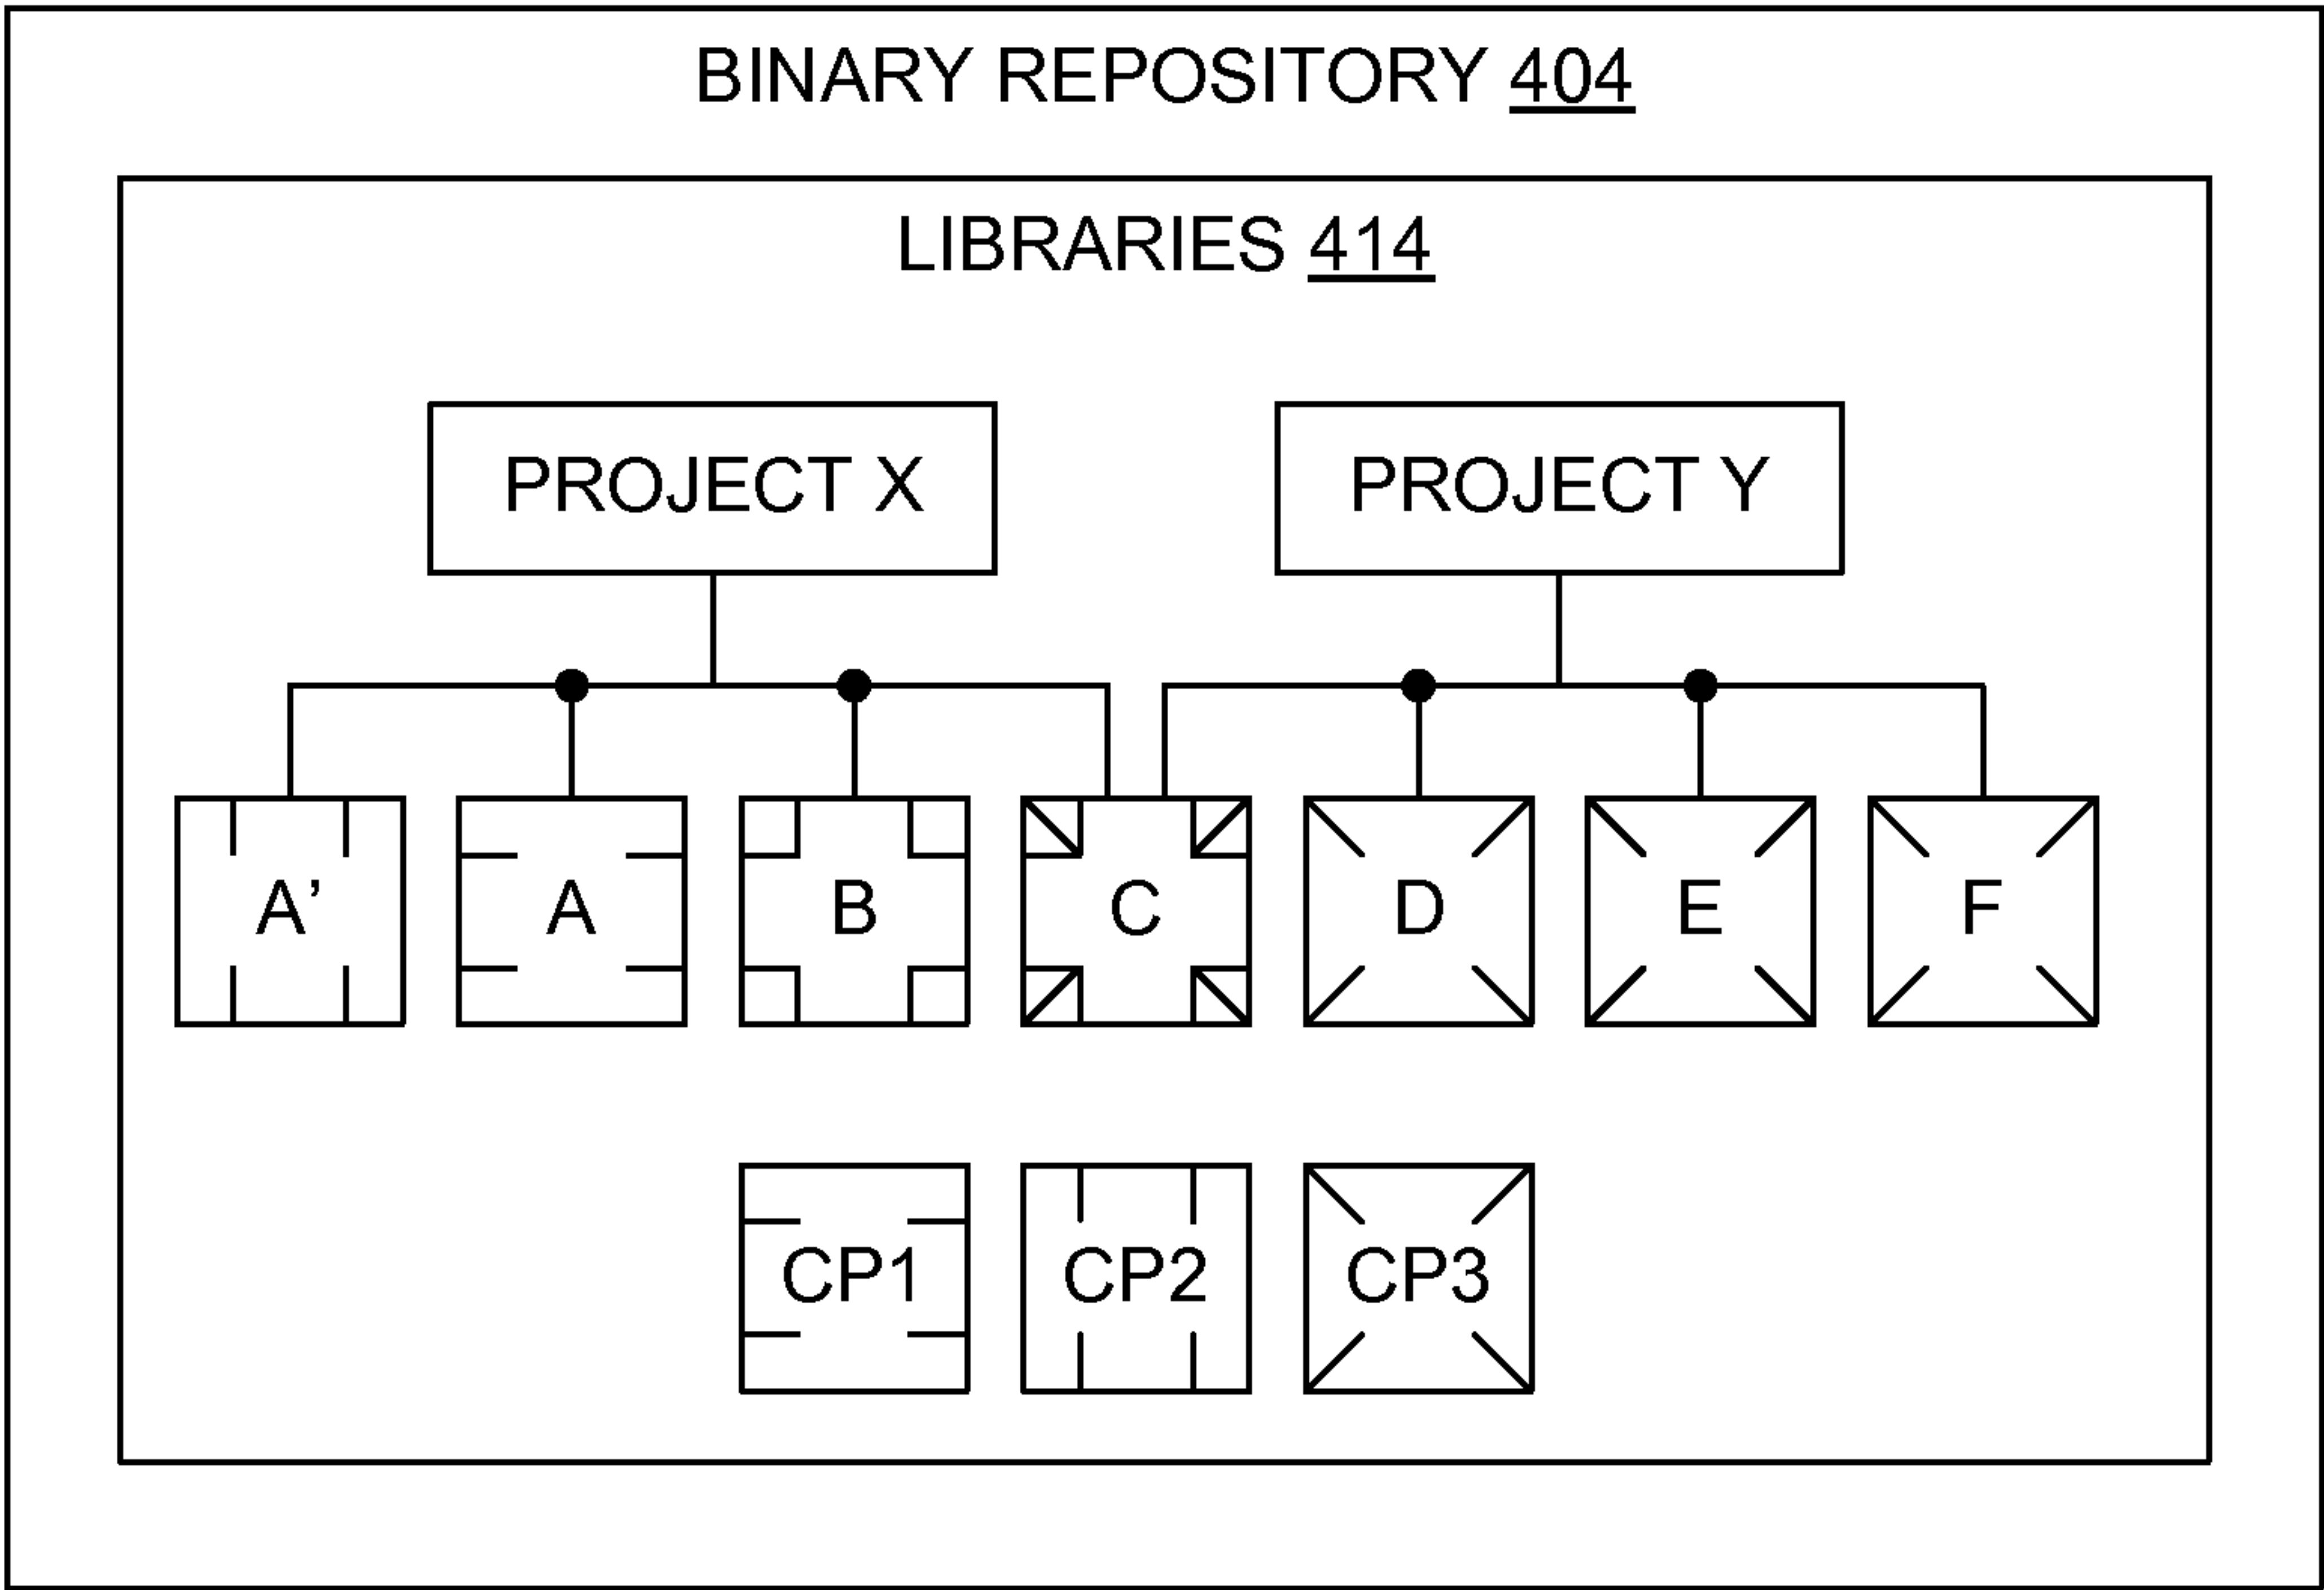 BINARY REPOSITORY 404
LIBRARIES 414
PROJECT X PROJECT Y
A’ A B C D E F
CP1 CP2 CP3